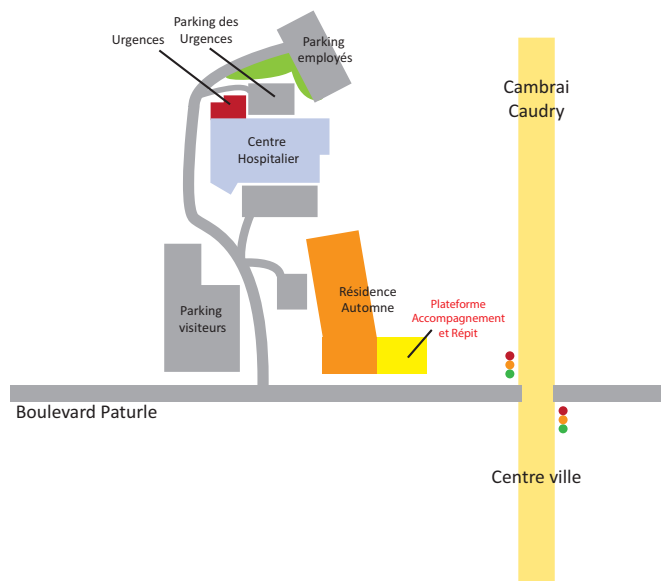 Parking des
Urgences
Urgences
Parking
employés
Cambrai
Caudry
Centre
Hospitalier
Résidence
Automne
Plateforme
Accompagnement
et Répit
Parking
visiteurs
Boulevard Paturle
Centre ville